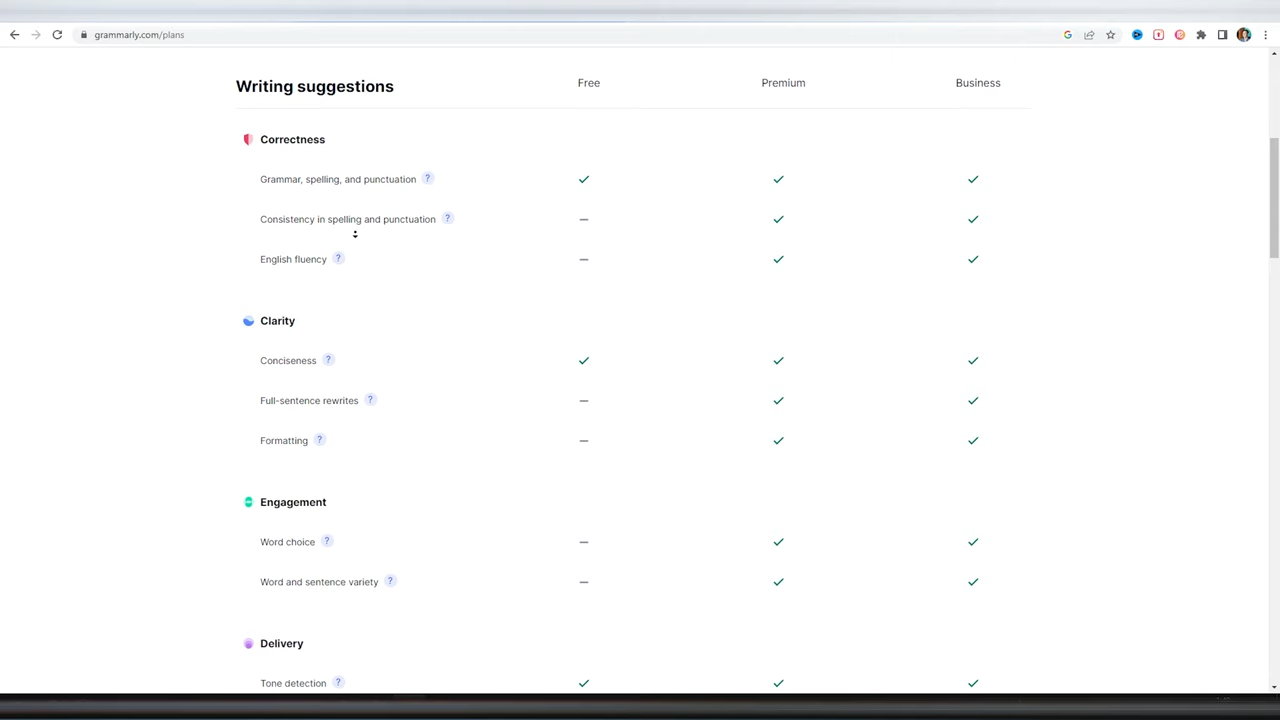 grammarly.com/plans
Writing suggestions Free Premium Business
Correctness
Grammar, spelling, and punctuation ?
Consistency in spelling and punctuation ?
English fluency ?
Clarity
Conciseness ?
Full-sentence rewrites ?
Formatting ?
Engagement
Word choice ?
Word and sentence variety ?
Delivery
Tone detection ?